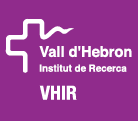 Vall d'Hebron
Institut de Recerca
VHIR